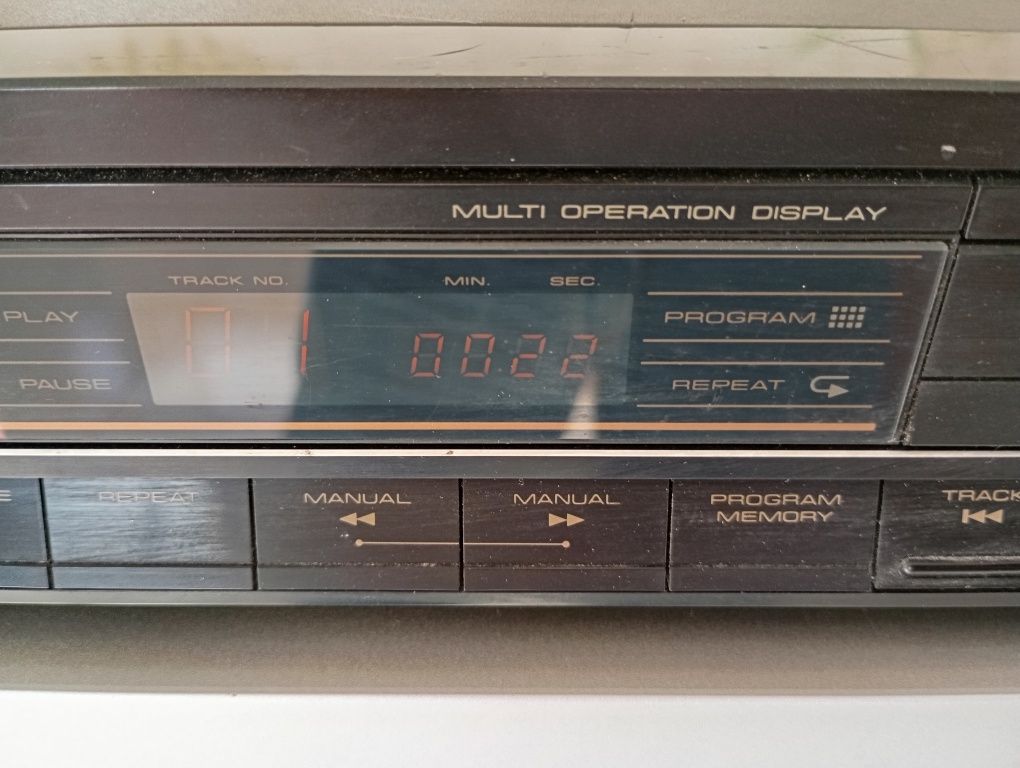 MULTI OPERATION DISPLAY
TRACK NO. MIN. SEC.
PLAY 01 0022 PROGRAM
PAUSE REPEAT
REPEAT MANUAL MANUAL PROGRAM MEMORY TRACK